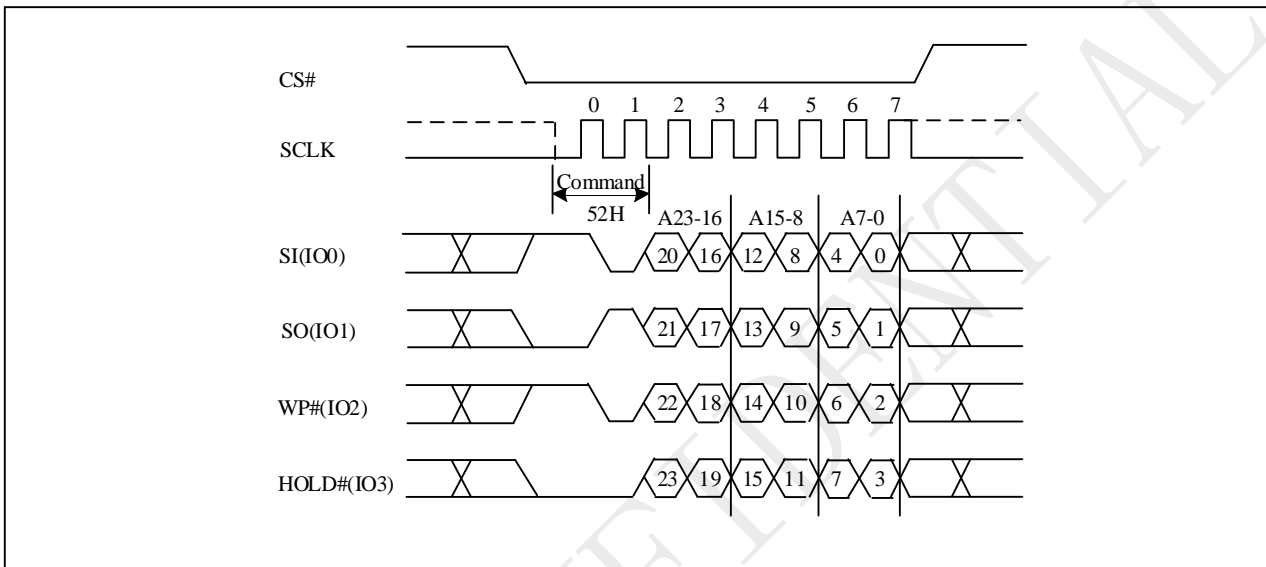 CS#
0 1 2 3 4 5 6 7
SCLK
Command
52H
A23-16 A15-8 A7-0
SI(IO0)
20 16 12 8 4 0
SO(IO1)
21 17 13 9 5 1
WP#(IO2)
22 18 14 10 6 2
HOLD#(IO3)
23 19 15 11 7 3